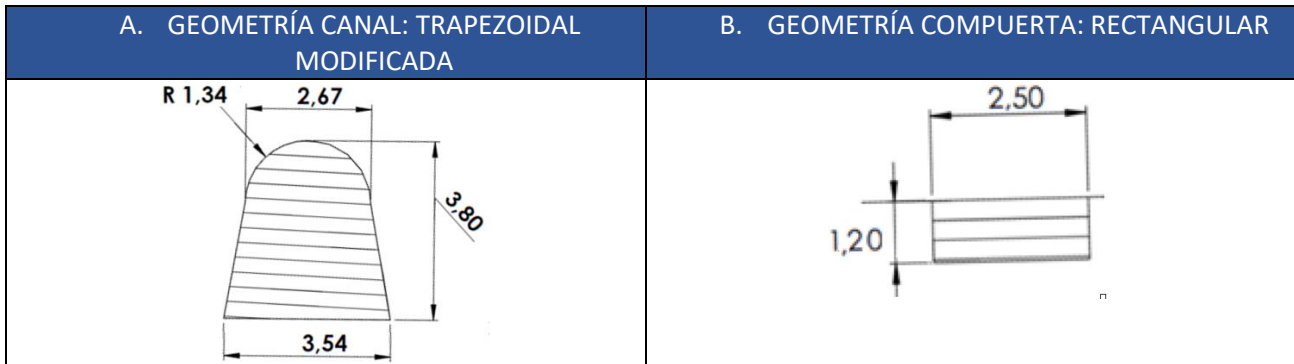 A. GEOMETRÍA CANAL: TRAPEZOIDAL
MODIFICADA
B. GEOMETRÍA COMPUERTA: RECTANGULAR
R 1,34
2,67
3,80
3,54
2,50
1,20